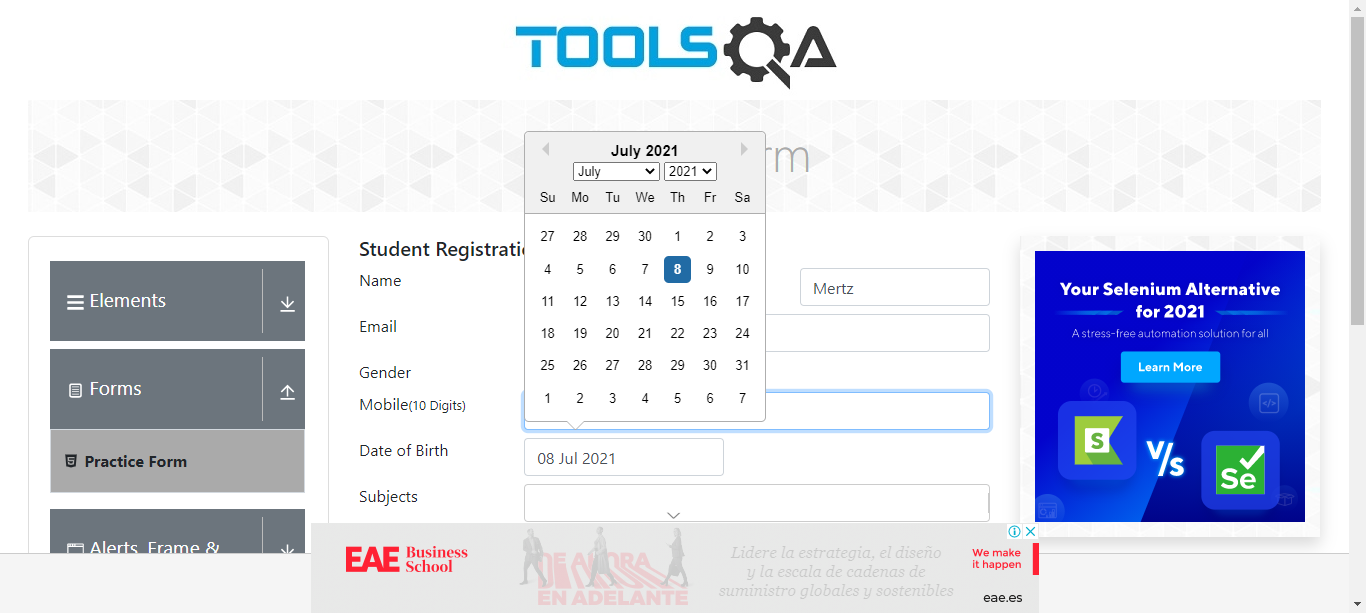 TOOLSQA
rm
July 2021
July
2021
Su Mo Tu We Th Fr Sa
27 28 29 30 1 2 3
4 5 6 7 8 9 10
11 12 13 14 15 16 17
18 19 20 21 22 23 24
25 26 27 28 29 30 31
1 2 3 4 5 6 7
Elements
Forms
Practice Form
Alerts, Frame &
Student Registrati
Name
Mertz
Email
Gender
Mobile(10 Digits)
Date of Birth
08 Jul 2021
Subjects
Your Selenium Alternative
for 2021
A stress-free automation solution for all
Learn More
S
V/s
Se
EAE Business
School
DE AHORA
EN ADELANTE
Lidere la estrategia, el diseño
y la escala de cadenas de
suministro globales y sostenibles
We make
it happen
eae.es